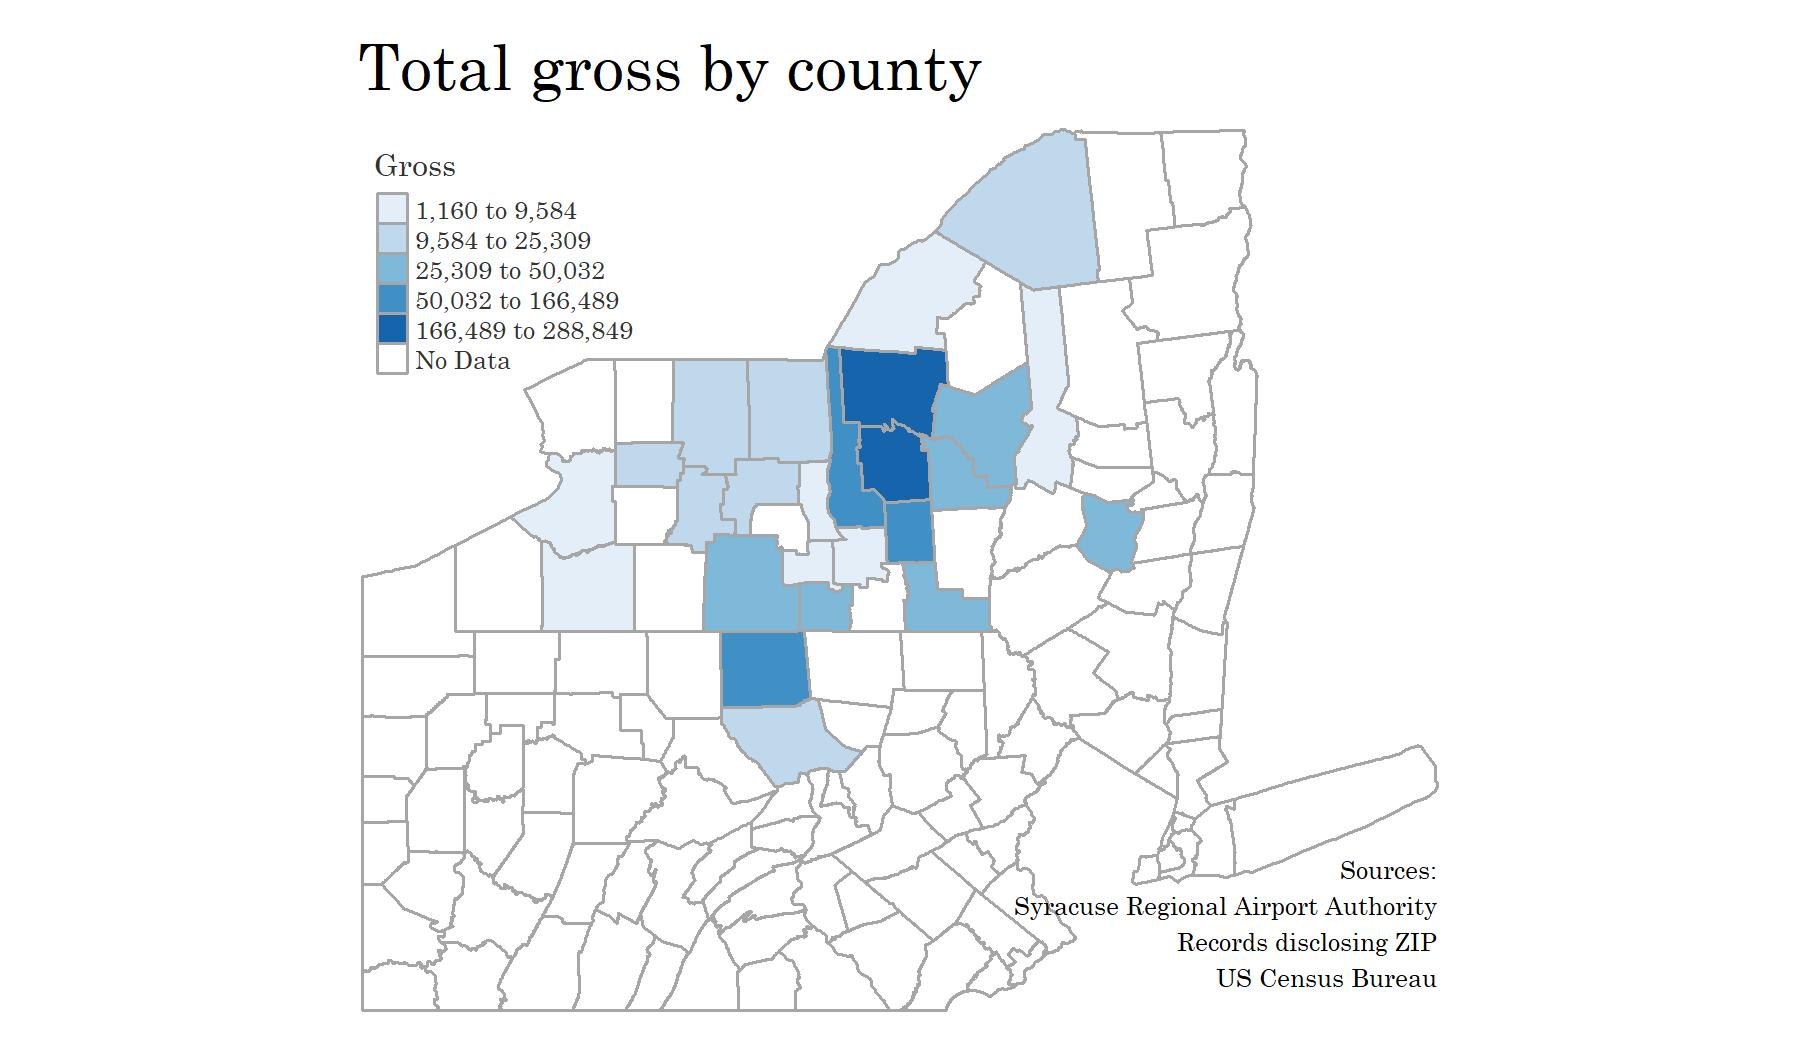 Total gross by county
Gross
1,160 to 9,584
9,584 to 25,309
25,309 to 50,032
50,032 to 166,489
166,489 to 288,849
No Data
Sources:
Syracuse Regional Airport Authority
Records disclosing ZIP
US Census Bureau